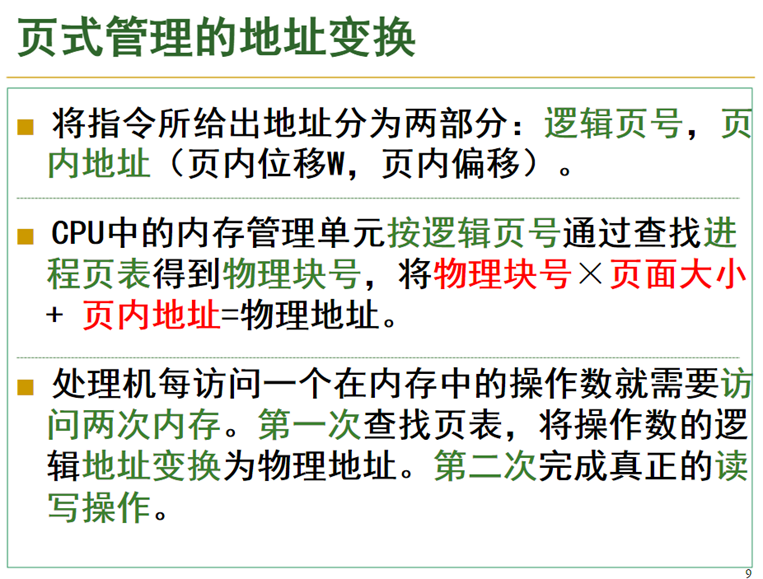 页式管理的地址变换
将指令所给出地址分为两部分：逻辑页号，页
内地址（页内位移W，页内偏移）。
CPU中的内存管理单元按逻辑页号通过查找进
程页表得到物理块号，将物理块号×页面大小
+ 页内地址=物理地址。
处理机每访问一个在内存中的操作数就需要访
问两次内存。第一次查找页表，将操作数的逻
辑地址变换为物理地址。第二次完成真正的读
写操作。
9